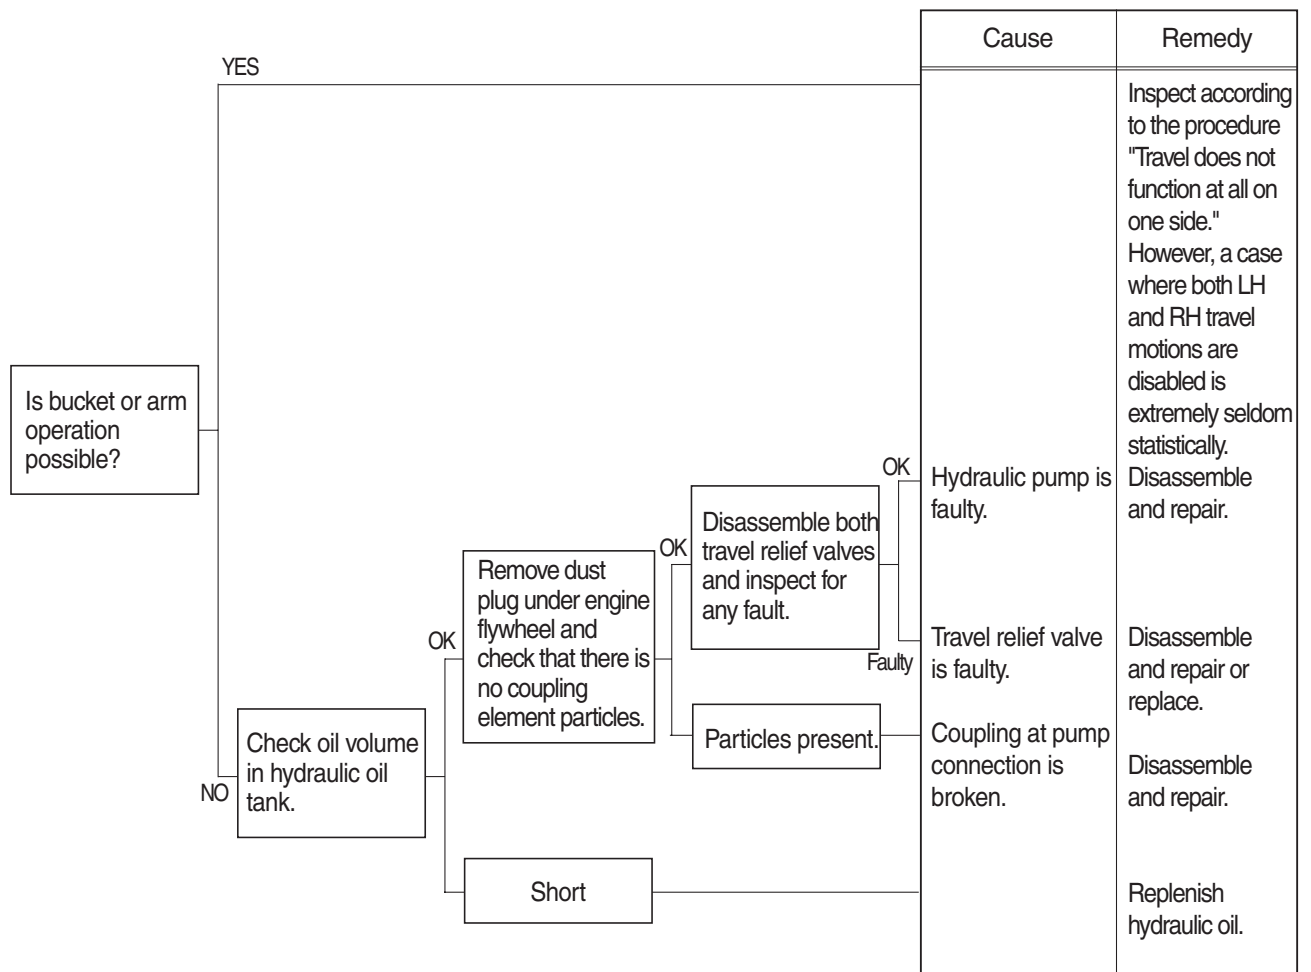 Cause
Remedy
YES
Inspect according
to the procedure
"Travel does not
function at all on
one side."
However, a case
where both LH
and RH travel
motions are
disabled is
extremely seldom
statistically.
Is bucket or arm
operation
possible?
NO
Check oil volume
in hydraulic oil
tank.
OK
Remove dust
plug under engine
flywheel and
check that there is
no coupling
element particles.
OK
Disassemble both
travel relief valves
and inspect for
any fault.
OK
Hydraulic pump is
faulty.
Disassemble
and repair.
Faulty
Travel relief valve
is faulty.
Disassemble
and repair or
replace.
Particles present.
Coupling at pump
connection is
broken.
Disassemble
and repair.
Short
Replenish
hydraulic oil.